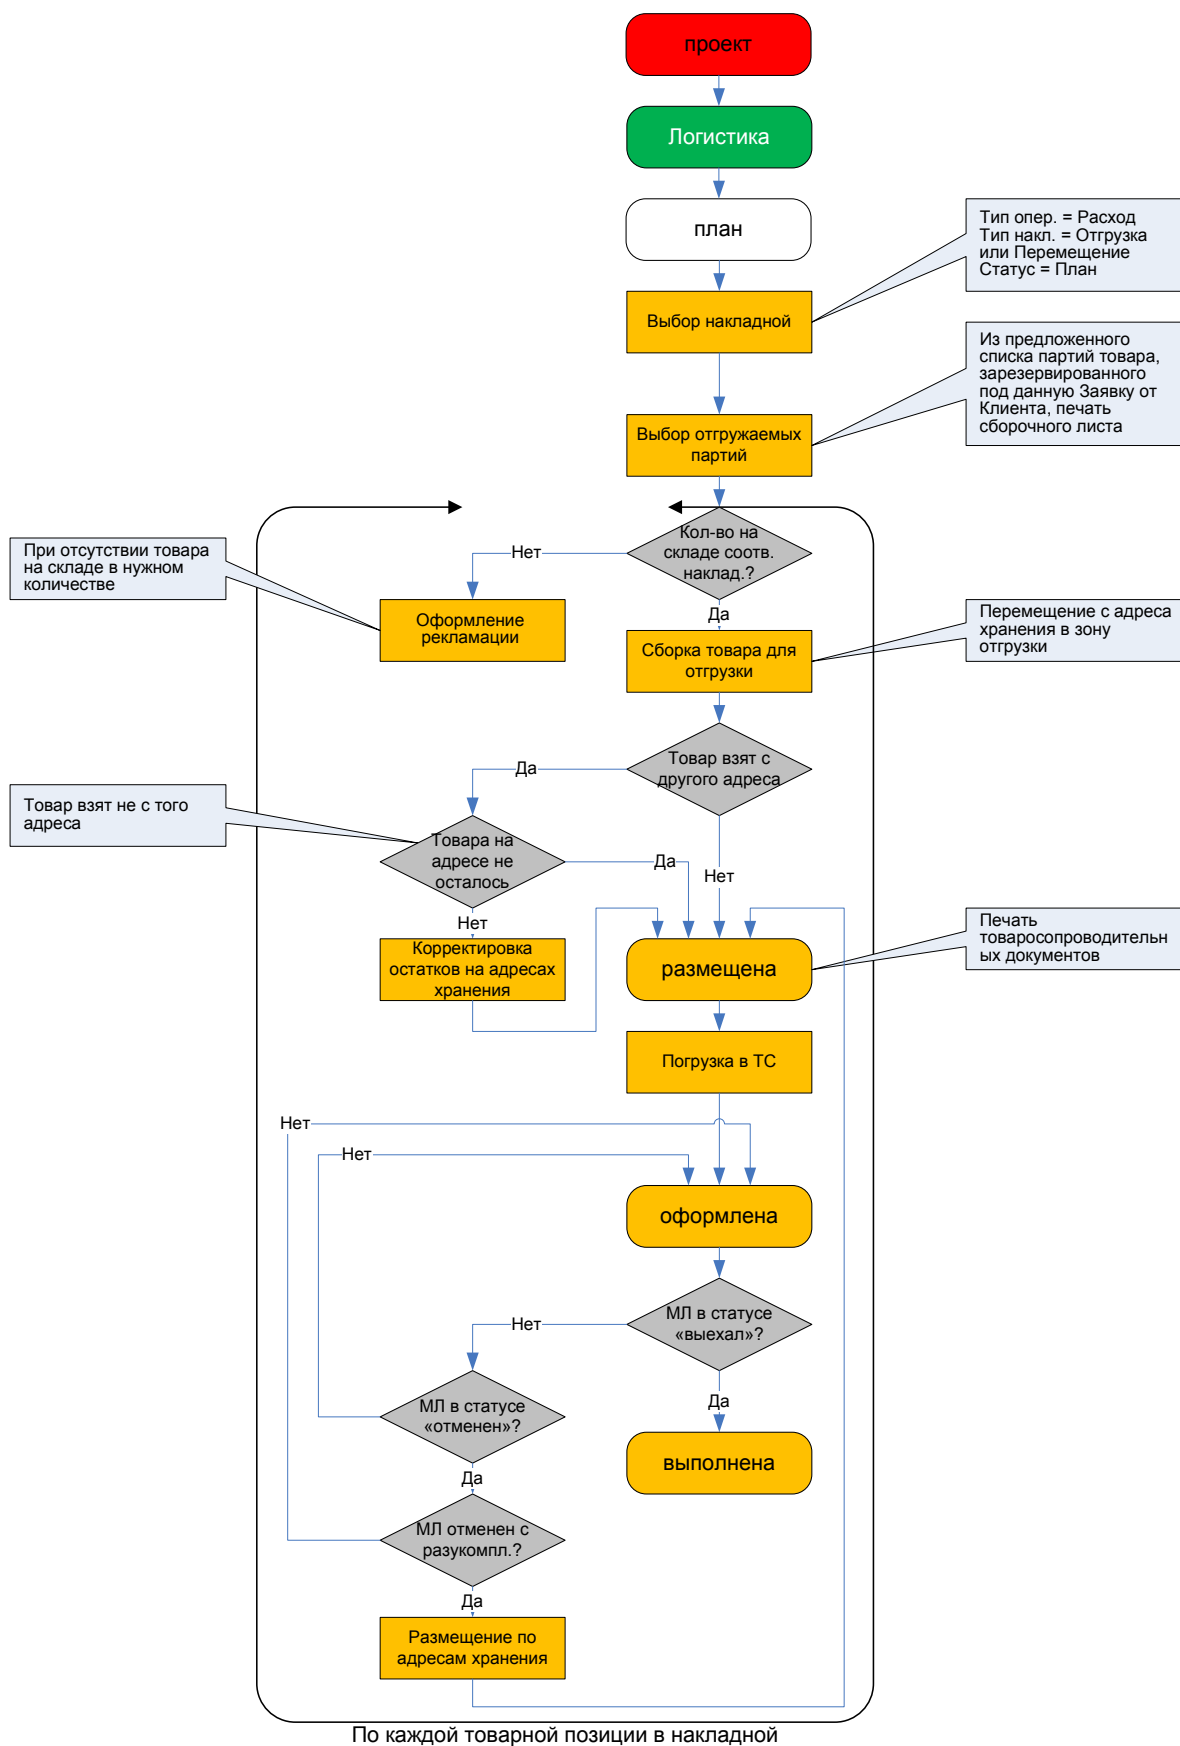 проект
Логистика
план
Тип опер. = Расход
Тип накл. = Отгрузка
или Перемещение
Статус = План
Выбор накладной
Из предложенного
списка партий товара,
зарезервированного
под данную Заявку от
Клиента, печать
сборочного листа
Выбор отгружаемых
партий
Кол-во на
складе соотв.
наклад.?
Нет
При отсутствии товара
на складе в нужном
количестве
Оформление
рекламации
Да
Перемещение с адреса
хранения в зону
отгрузки
Сборка товара для
отгрузки
Товар взят с
другого адреса
Да
Товар взят не с того
адреса
Товара на
адресе не
осталось
Да
Нет
Нет
Корректировка
остатков на адресах
хранения
размещена
Печать
товаросопроводительн
ых документов
Погрузка в ТС
Нет
Нет
оформлена
МЛ в статусе
«выехал»?
Нет
МЛ в статусе
«отменен»?
Да
выполнена
Да
МЛ отменен с
разукомпл.?
Да
Размещение по
адресам хранения
По каждой товарной позиции в накладной